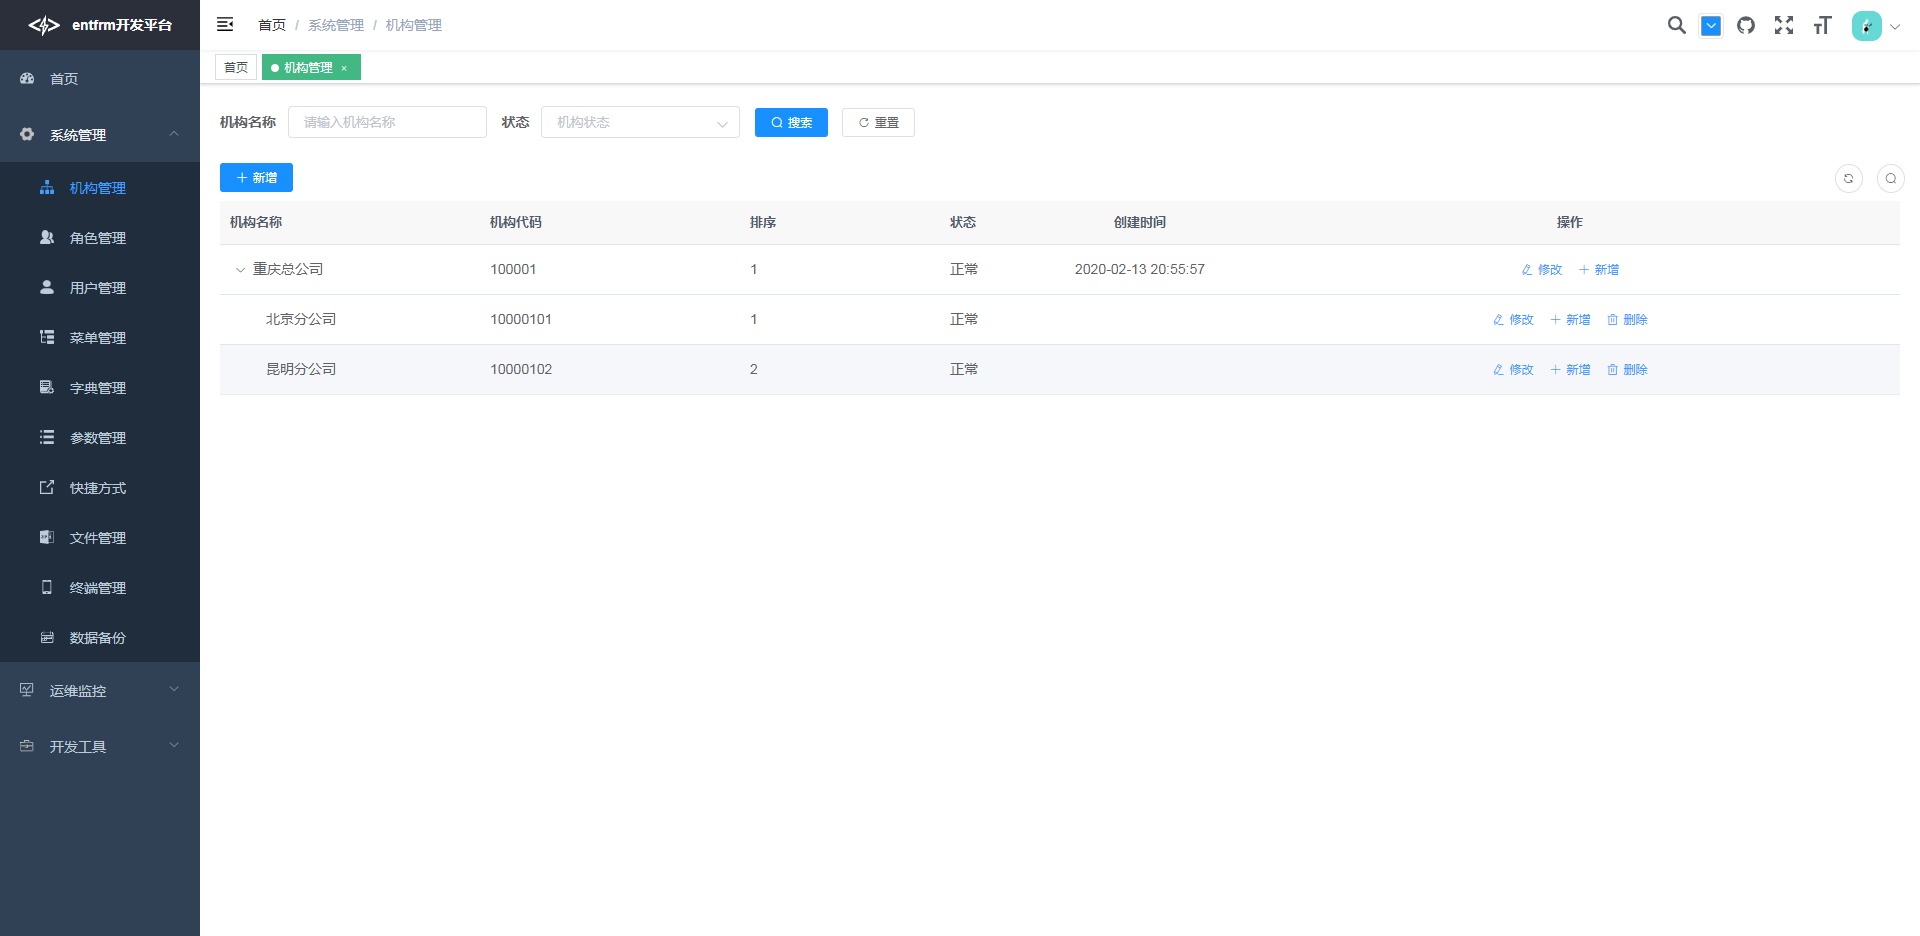 entfrm开发平台
首页 / 系统管理 / 机构管理
首页
机构管理 ×
首页
系统管理
机构管理
角色管理
用户管理
菜单管理
字典管理
参数管理
快捷方式
文件管理
终端管理
数据备份
运维监控
开发工具
机构名称 请输入机构名称 状态 机构状态 搜索 重置
新增
机构名称 机构代码 排序 状态 创建时间 操作
重庆总公司 100001 1 正常 2020-02-13 20:55:57 修改 新增
北京分公司 10000101 1 正常 修改 新增 删除
昆明分公司 10000102 2 正常 修改 新增 删除